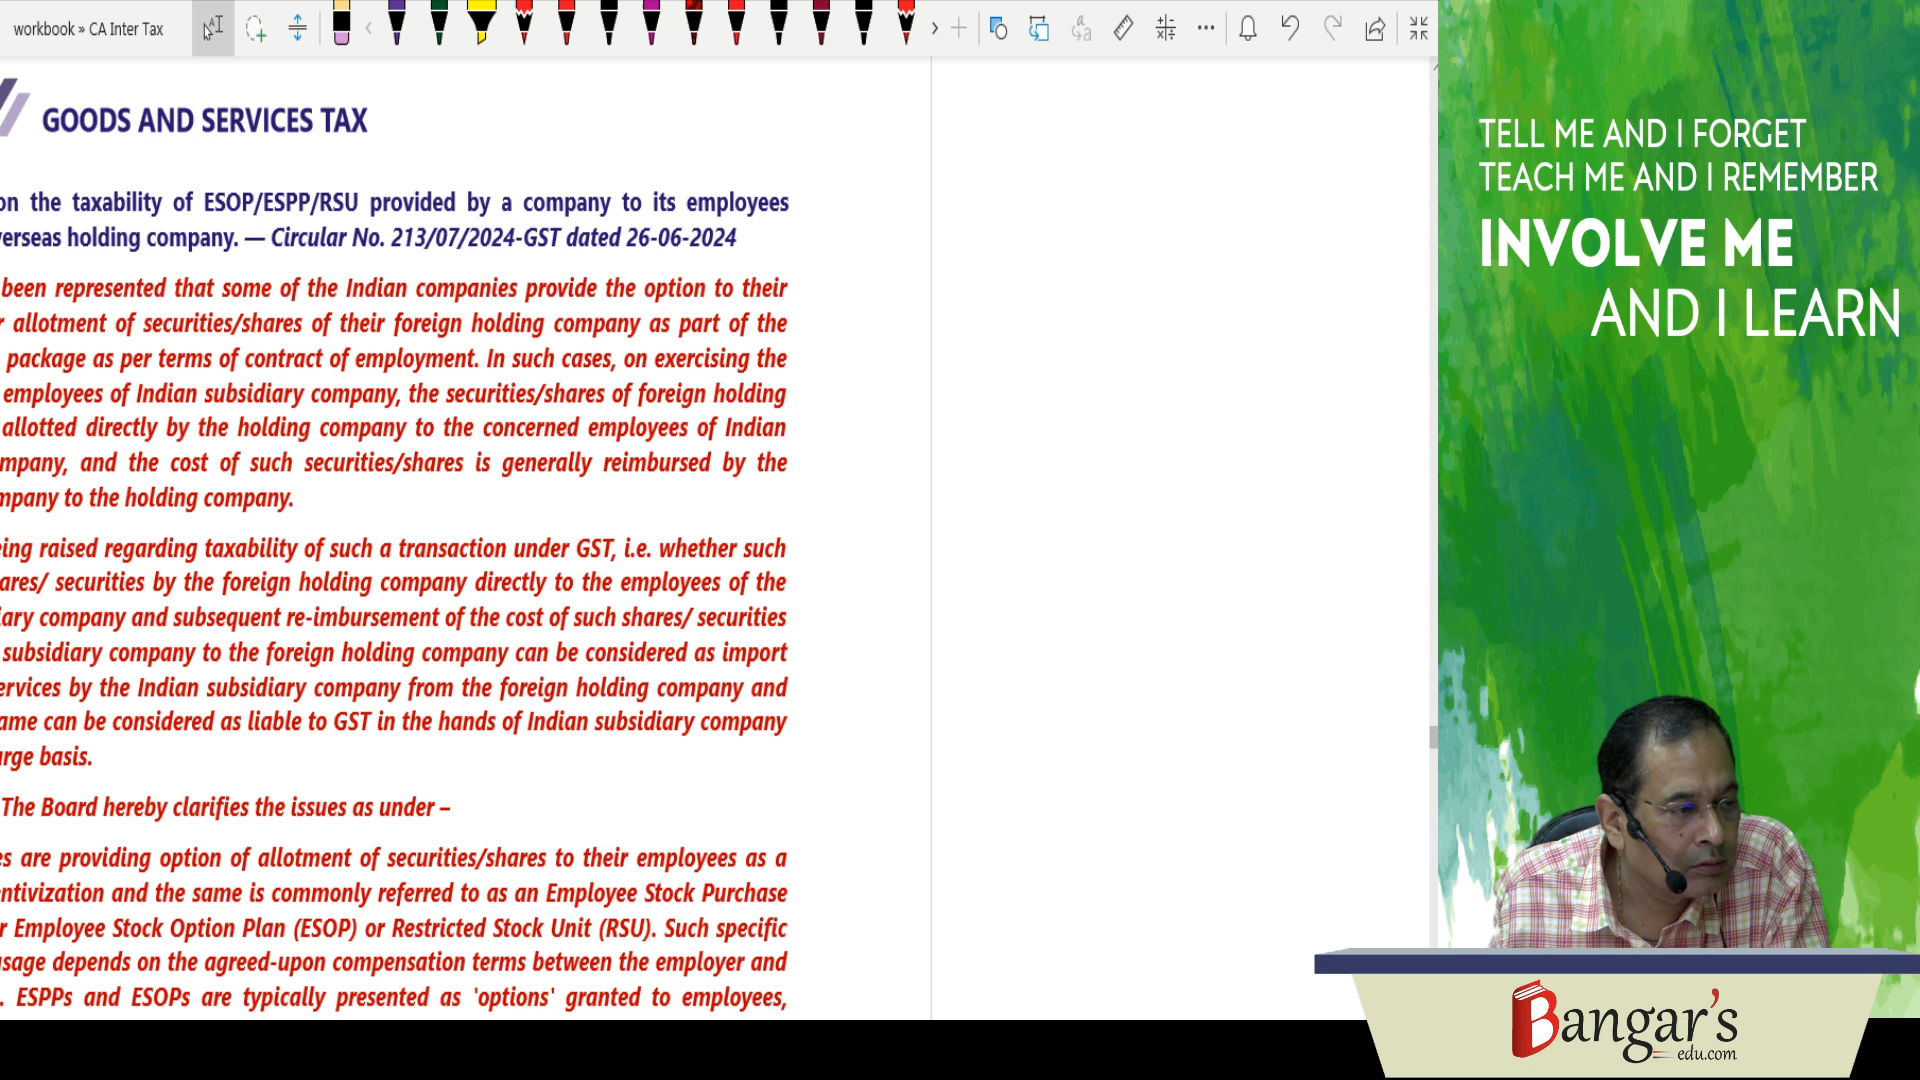 workbook » CA Inter Tax
GOODS AND SERVICES TAX
on the taxability of ESOP/ESPP/RSU provided by a company to its employees
verseas holding company. — Circular No. 213/07/2024-GST dated 26-06-2024
been represented that some of the Indian companies provide the option to their
r allotment of securities/shares of their foreign holding company as part of the
package as per terms of contract of employment. In such cases, on exercising the
employees of Indian subsidiary company, the securities/shares of foreign holding
allotted directly by the holding company to the concerned employees of Indian
mpany, and the cost of such securities/shares is generally reimbursed by the
mpany to the holding company.
eing raised regarding taxability of such a transaction under GST, i.e. whether such
ares/ securities by the foreign holding company directly to the employees of the
iary company and subsequent re-imbursement of the cost of such shares/ securities
subsidiary company to the foreign holding company can be considered as import
ervices by the Indian subsidiary company from the foreign holding company and
ame can be considered as liable to GST in the hands of Indian subsidiary company
arge basis.
The Board hereby clarifies the issues as under –
es are providing option of allotment of securities/shares to their employees as a
entivization and the same is commonly referred to as an Employee Stock Purchase
r Employee Stock Option Plan (ESOP) or Restricted Stock Unit (RSU). Such specific
usage depends on the agreed-upon compensation terms between the employer and
. ESPPs and ESOPs are typically presented as 'options' granted to employees,
TELL ME AND I FORGET
TEACH ME AND I REMEMBER
INVOLVE ME
AND I LEARN
Bangar's
edu.com